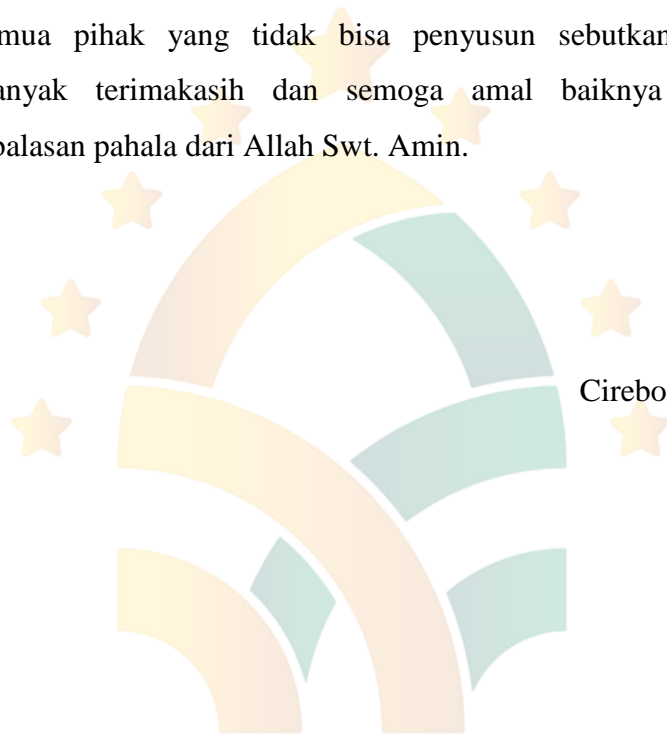 mua pihak yang tidak bisa penyusun sebutkan
anyak terimakasih dan semoga amal baiknya
balasan pahala dari Allah Swt. Amin.
Cirebo